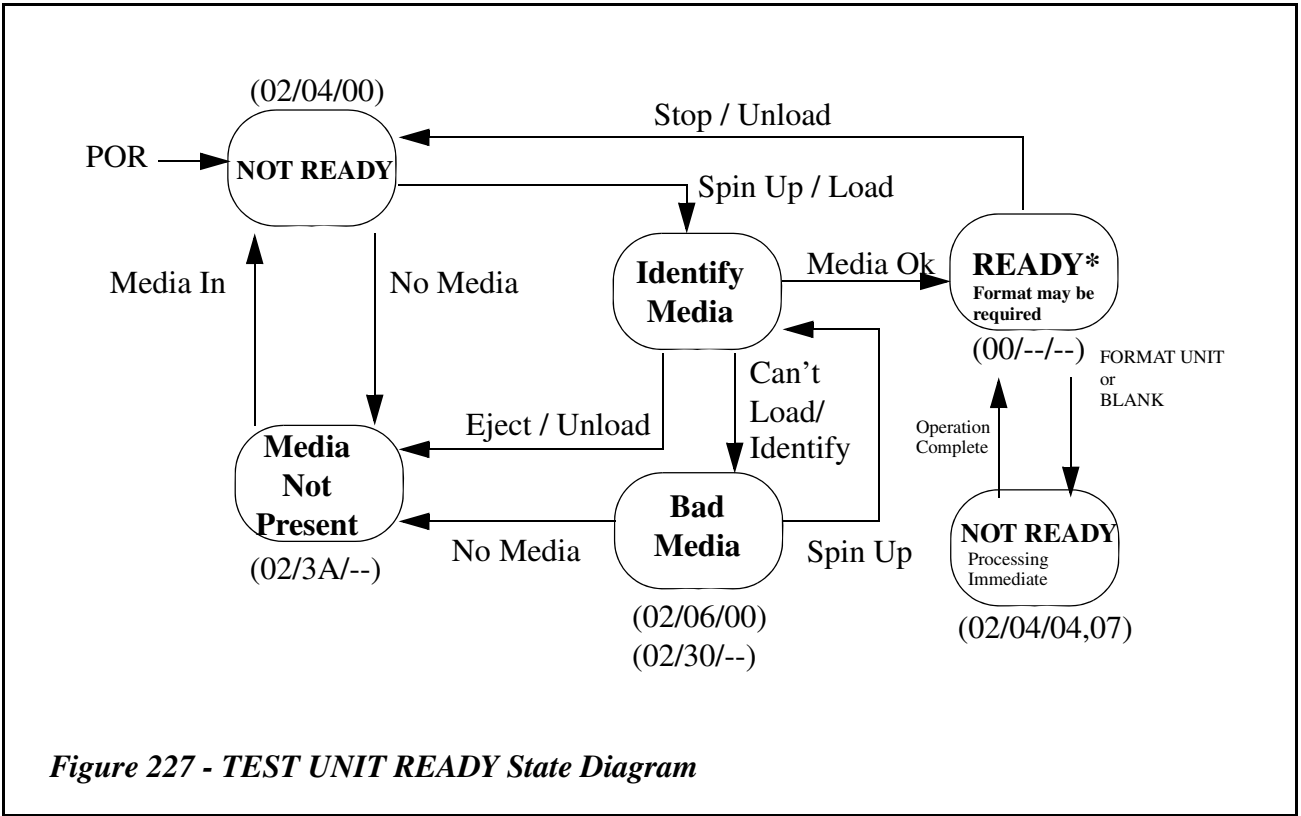 (02/04/00)
Stop / Unload
POR
NOT READY
Spin Up / Load
Media In
No Media
Identify
Media
Media Ok
READY*
Format may be
required
(00/--/--)
FORMAT UNIT
or
BLANK
Can't
Load/
Identify
Eject / Unload
Operation
Complete
Media
Not
Present
(02/3A/--)
No Media
Bad
Media
Spin Up
NOT READY
Processing
Immediate
(02/06/00)
(02/30/--)
(02/04/04,07)
Figure 227 - TEST UNIT READY State Diagram